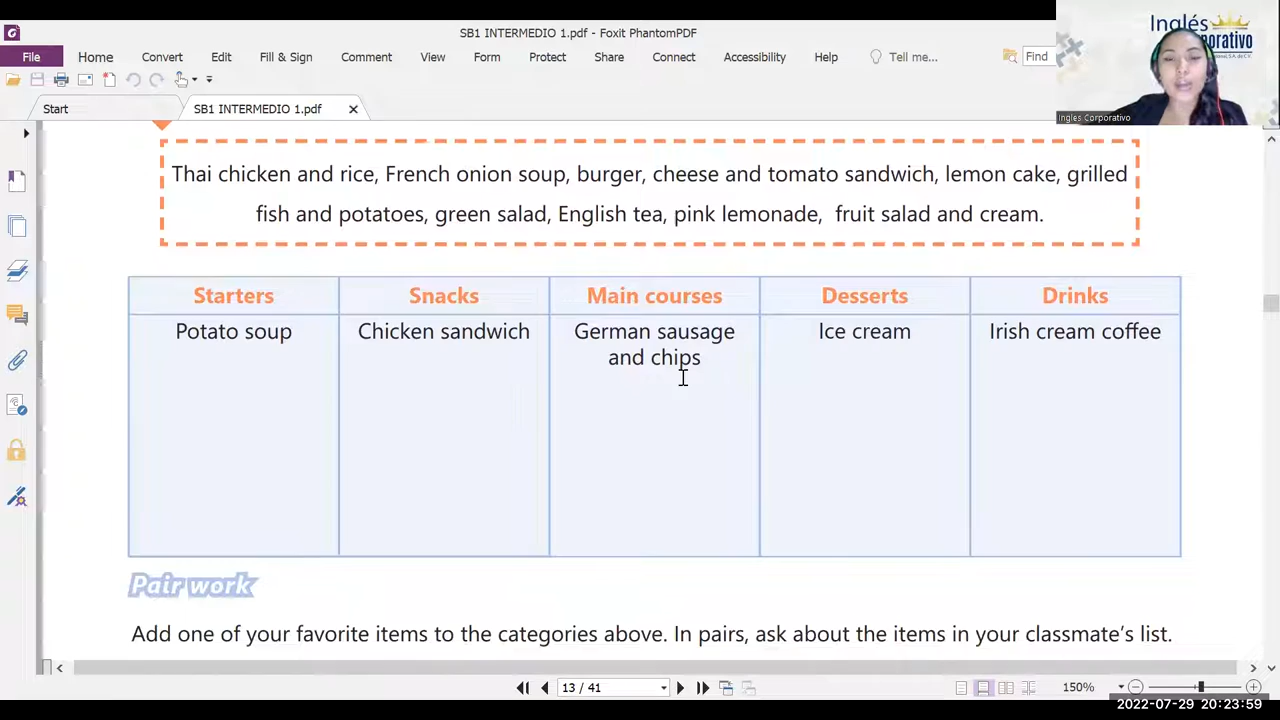 SB1 INTERMEDIO 1.pdf - Foxit PhantomPDF
File Home Convert Edit Fill & Sign Comment View Form Protect Share Connect Accessibility Help Tell me... Find
Start SB1 INTERMEDIO 1.pdf
Inglés
orporativo
Ingles Corporativo
Thai chicken and rice, French onion soup, burger, cheese and tomato sandwich, lemon cake, grilled
fish and potatoes, green salad, English tea, pink lemonade, fruit salad and cream.
Starters Snacks Main courses Desserts Drinks
Potato soup Chicken sandwich German sausage Ice cream Irish cream coffee
and chips
Pair work
Add one of your favorite items to the categories above. In pairs, ask about the items in your classmate's list.
13 / 41 150%
2022-07-29 20:23:59